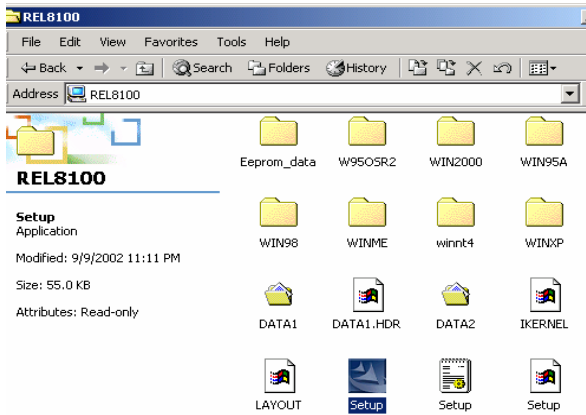 REL8100
File Edit View Favorites Tools Help
Back Search Folders History
Address REL8100
REL8100
Setup
Application
Modified: 9/9/2002 11:11 PM
Size: 55.0 KB
Attributes: Read-only
Eeprom_data W95OSR2 WIN2000 WIN95A
WIN98 WINME winnt4 WINXP
DATA1 DATA1.HDR DATA2 IKERNEL
LAYOUT Setup Setup Setup